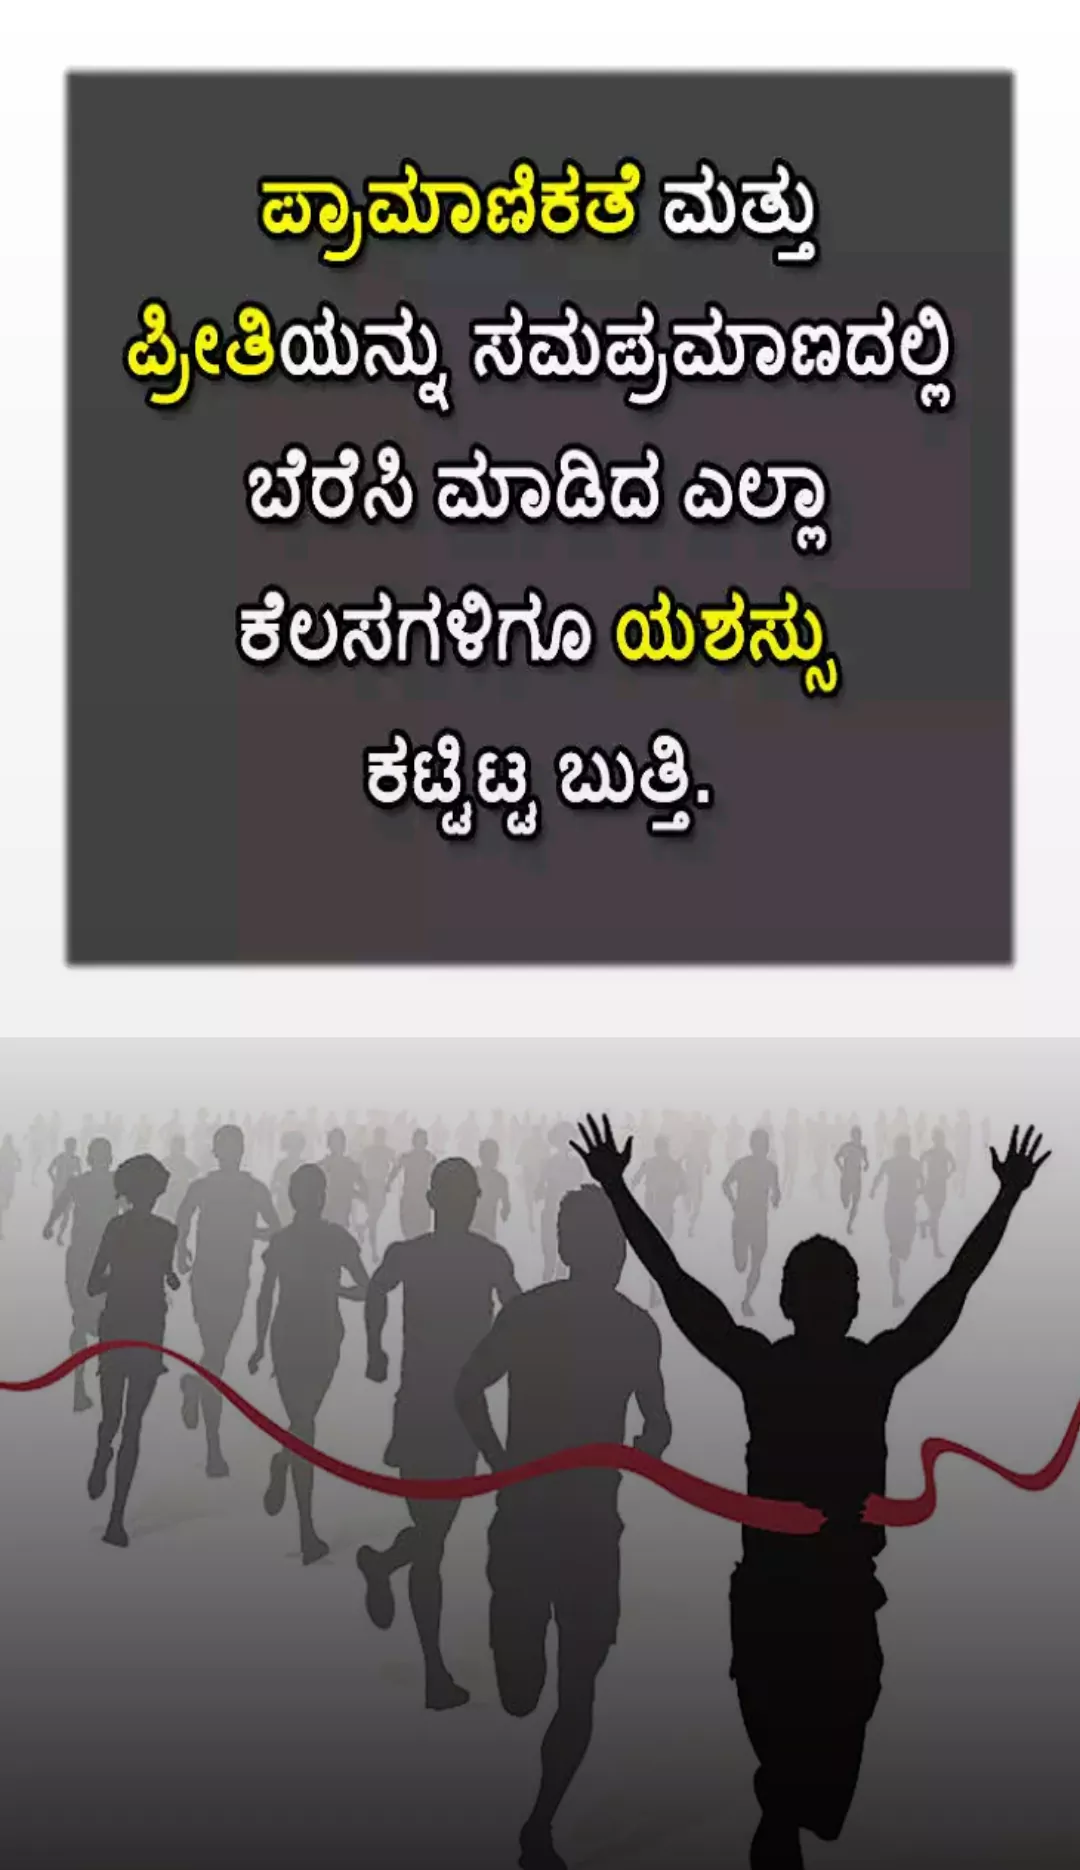 ಪ್ರಾಮಾಣಿಕತೆ ಮತ್ತು
ಪ್ರೀತಿಯನ್ನು ಸಮಪ್ರಮಾಣದಲ್ಲಿ
ಬೆರೆಸಿ ಮಾಡಿದ ಎಲ್ಲಾ
ಕೆಲಸಗಳಿಗೂ ಯಶಸ್ಸು
ಕಟ್ಟಿಟ್ಟ ಬುತ್ತಿ.